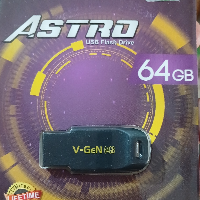 ASTRO
USB Flash Drive
64GB
V-GeN
LIFETIME